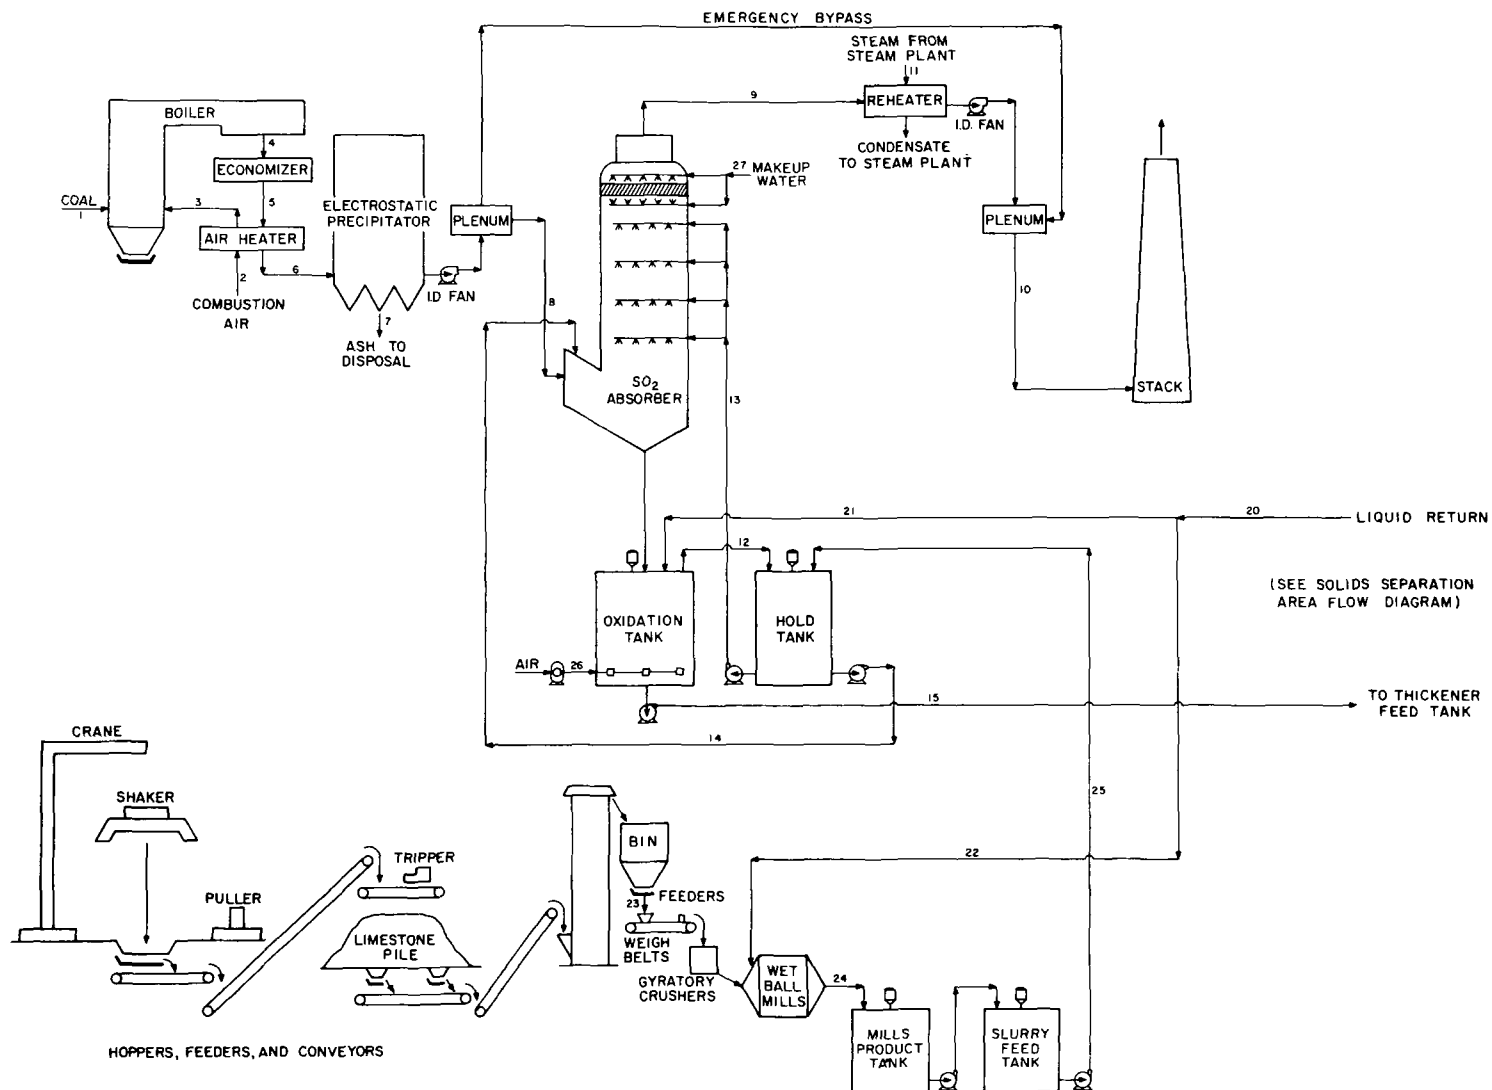 EMERGENCY BYPASS
STEAM FROM
STEAM PLANT
11
9
REHEATER
I.D. FAN
CONDENSATE
TO STEAM PLANT
BOILER
4
ECONOMIZER
COAL
1
3
5
AIR HEATER
2
6
COMBUSTION
AIR
ELECTROSTATIC
PRECIPITATOR
7
ASH TO
DISPOSAL
I.D FAN
PLENUM
8
27 MAKEUP
WATER
SO2
ABSORBER
13
PLENUM
10
STACK
21
20
LIQUID RETURN
12
(SEE SOLIDS SEPARATION
AREA FLOW DIAGRAM)
OXIDATION
TANK
HOLD
TANK
AIR
26
15
TO THICKENER
FEED TANK
14
CRANE
SHAKER
PULLER
TRIPPER
LIMESTONE
PILE
BIN
23
FEEDERS
WEIGH
BELTS
GYRATORY
CRUSHERS
22
25
WET
BALL
MILLS
24
MILLS
PRODUCT
TANK
SLURRY
FEED
TANK
HOPPERS, FEEDERS, AND CONVEYORS